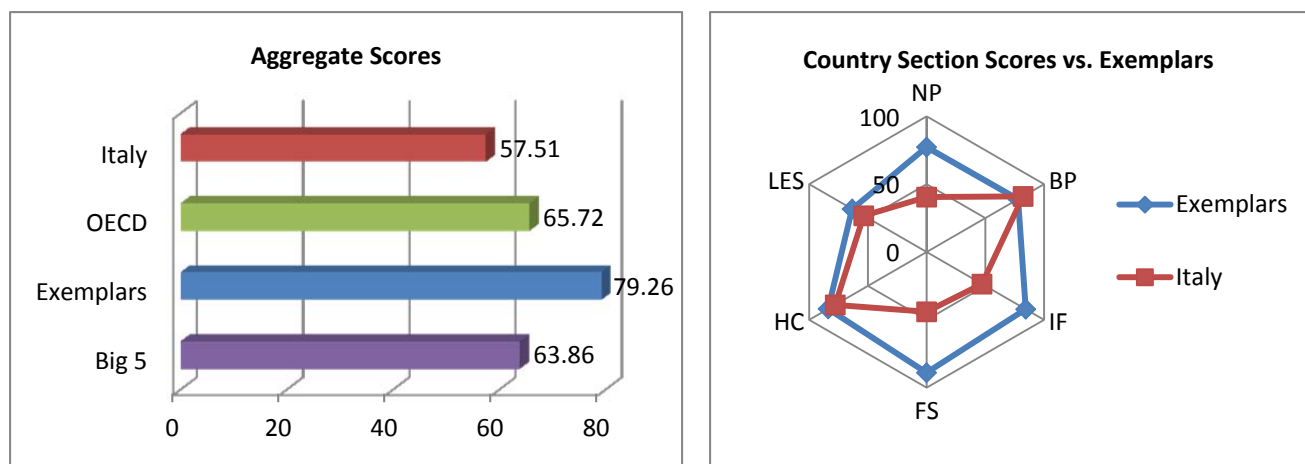 Aggregate Scores
Italy
57.51
OECD
65.72
Exemplars
79.26
Big 5
63.86
0 20 40 60 80
Country Section Scores vs. Exemplars
NP
100
LES
50
BP
0
HC
IF
FS
Exemplars
Italy